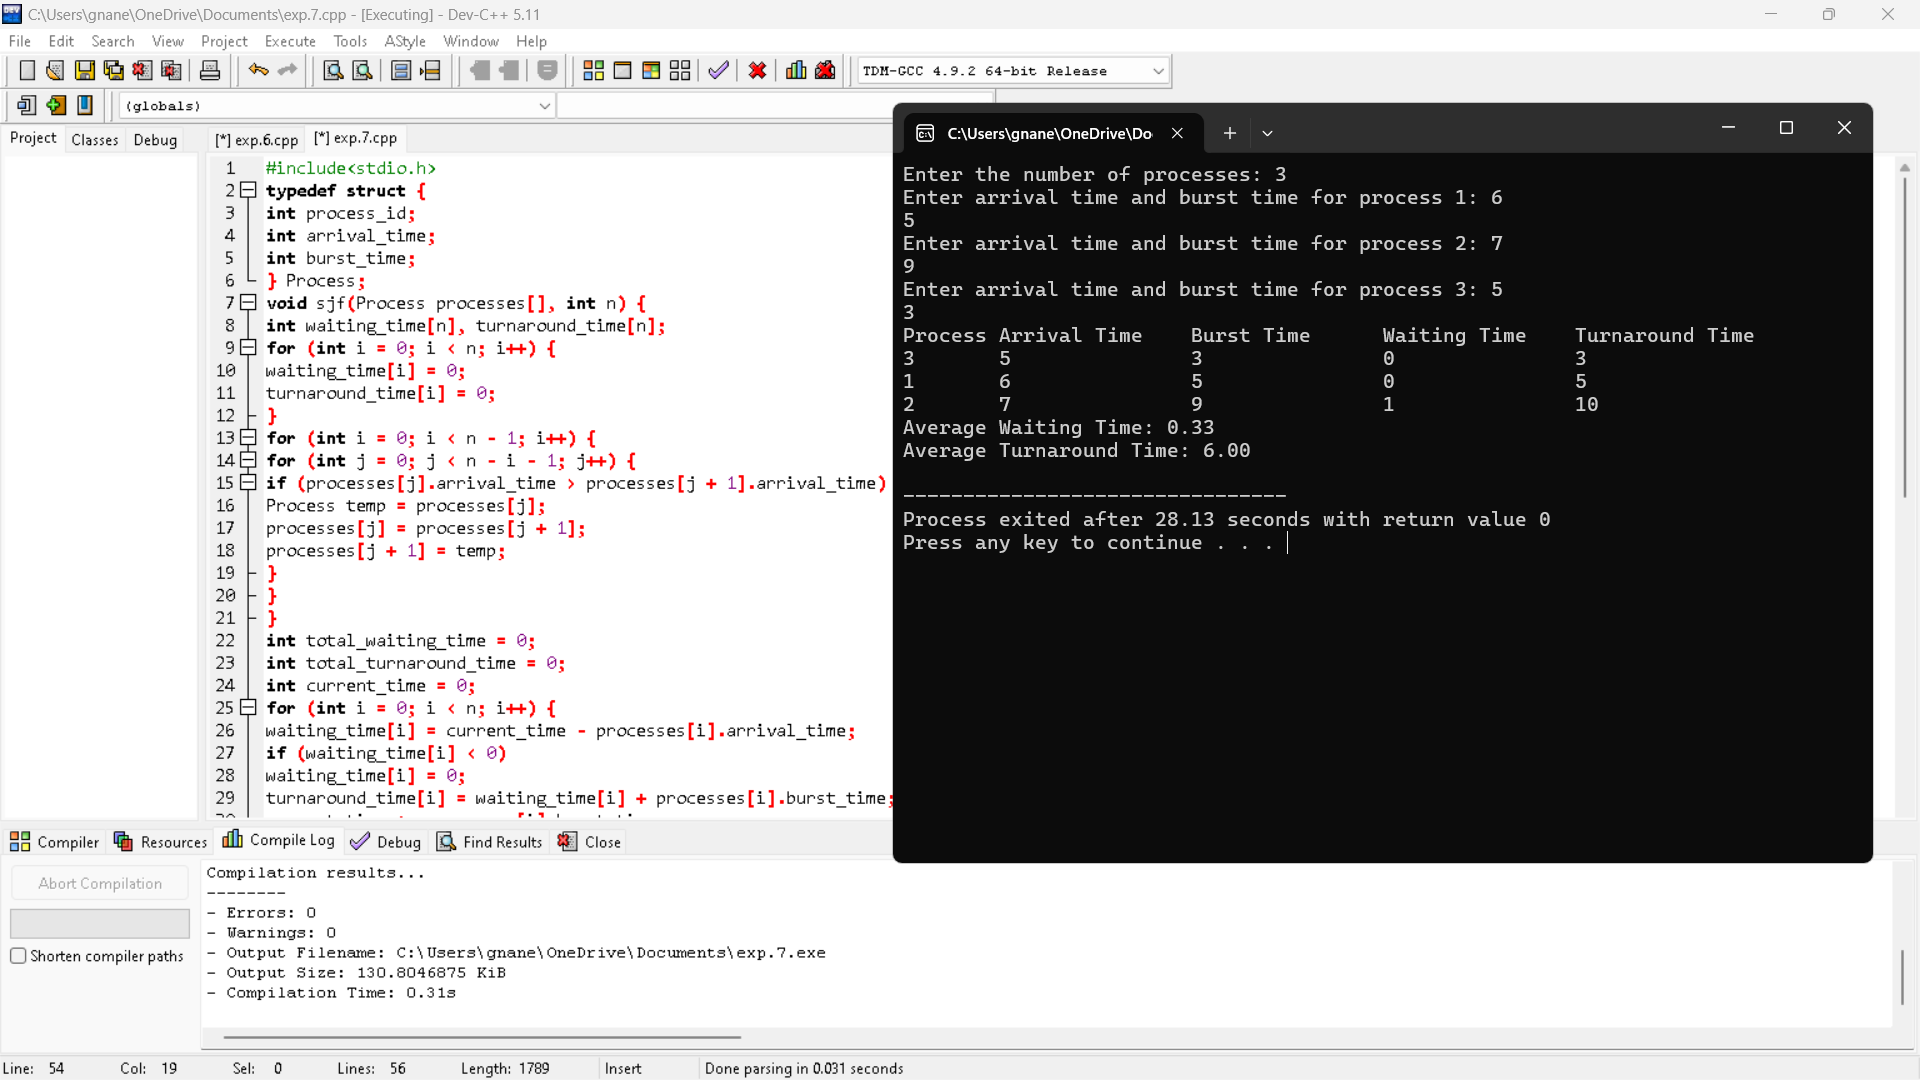 C:\Users\gnane\OneDrive\Documents\exp.7.cpp - [Executing] - Dev-C++ 5.11
File Edit Search View Project Execute Tools AStyle Window Help
TDM-GCC 4.9.2 64-bit Release
(globals)
Project Classes Debug
[*] exp.6.cpp [*] exp.7.cpp
1 #include<stdio.h>
2 typedef struct {
3 int process_id;
4 int arrival_time;
5 int burst_time;
6 } Process;
7 void sjf(Process processes[], int n) {
8 int waiting_time[n], turnaround_time[n];
9 for (int i = 0; i < n; i++) {
10 waiting_time[i] = 0;
11 turnaround_time[i] = 0;
12 }
13 for (int i = 0; i < n - 1; i++) {
14 for (int j = 0; j < n - i - 1; j++) {
15 if (processes[j].arrival_time > processes[j + 1].arrival_time)
16 Process temp = processes[j];
17 processes[j] = processes[j + 1];
18 processes[j + 1] = temp;
19 }
20 }
21 }
22 int total_waiting_time = 0;
23 int total_turnaround_time = 0;
24 int current_time = 0;
25 for (int i = 0; i < n; i++) {
26 waiting_time[i] = current_time - processes[i].arrival_time;
27 if (waiting_time[i] < 0)
28 waiting_time[i] = 0;
29 turnaround_time[i] = waiting_time[i] + processes[i].burst_time;
C:\Users\gnane\OneDrive\Do
Enter the number of processes: 3
Enter arrival time and burst time for process 1: 6
5
Enter arrival time and burst time for process 2: 7
9
Enter arrival time and burst time for process 3: 5
3
Process Arrival Time Burst Time Waiting Time Turnaround Time
3 5 3 0 3
1 6 5 0 5
2 7 9 1 10
Average Waiting Time: 0.33
Average Turnaround Time: 6.00
--------------------------------
Process exited after 28.13 seconds with return value 0
Press any key to continue . . .
Compiler Resources Compile Log Debug Find Results Close
Abort Compilation
Shorten compiler paths
Compilation results...
--------
- Errors: 0
- Warnings: 0
- Output Filename: C:\Users\gnane\OneDrive\Documents\exp.7.exe
- Output Size: 130.8046875 KiB
- Compilation Time: 0.31s
Line: 54 Col: 19 Sel: 0 Lines: 56 Length: 1789 Insert Done parsing in 0.031 seconds